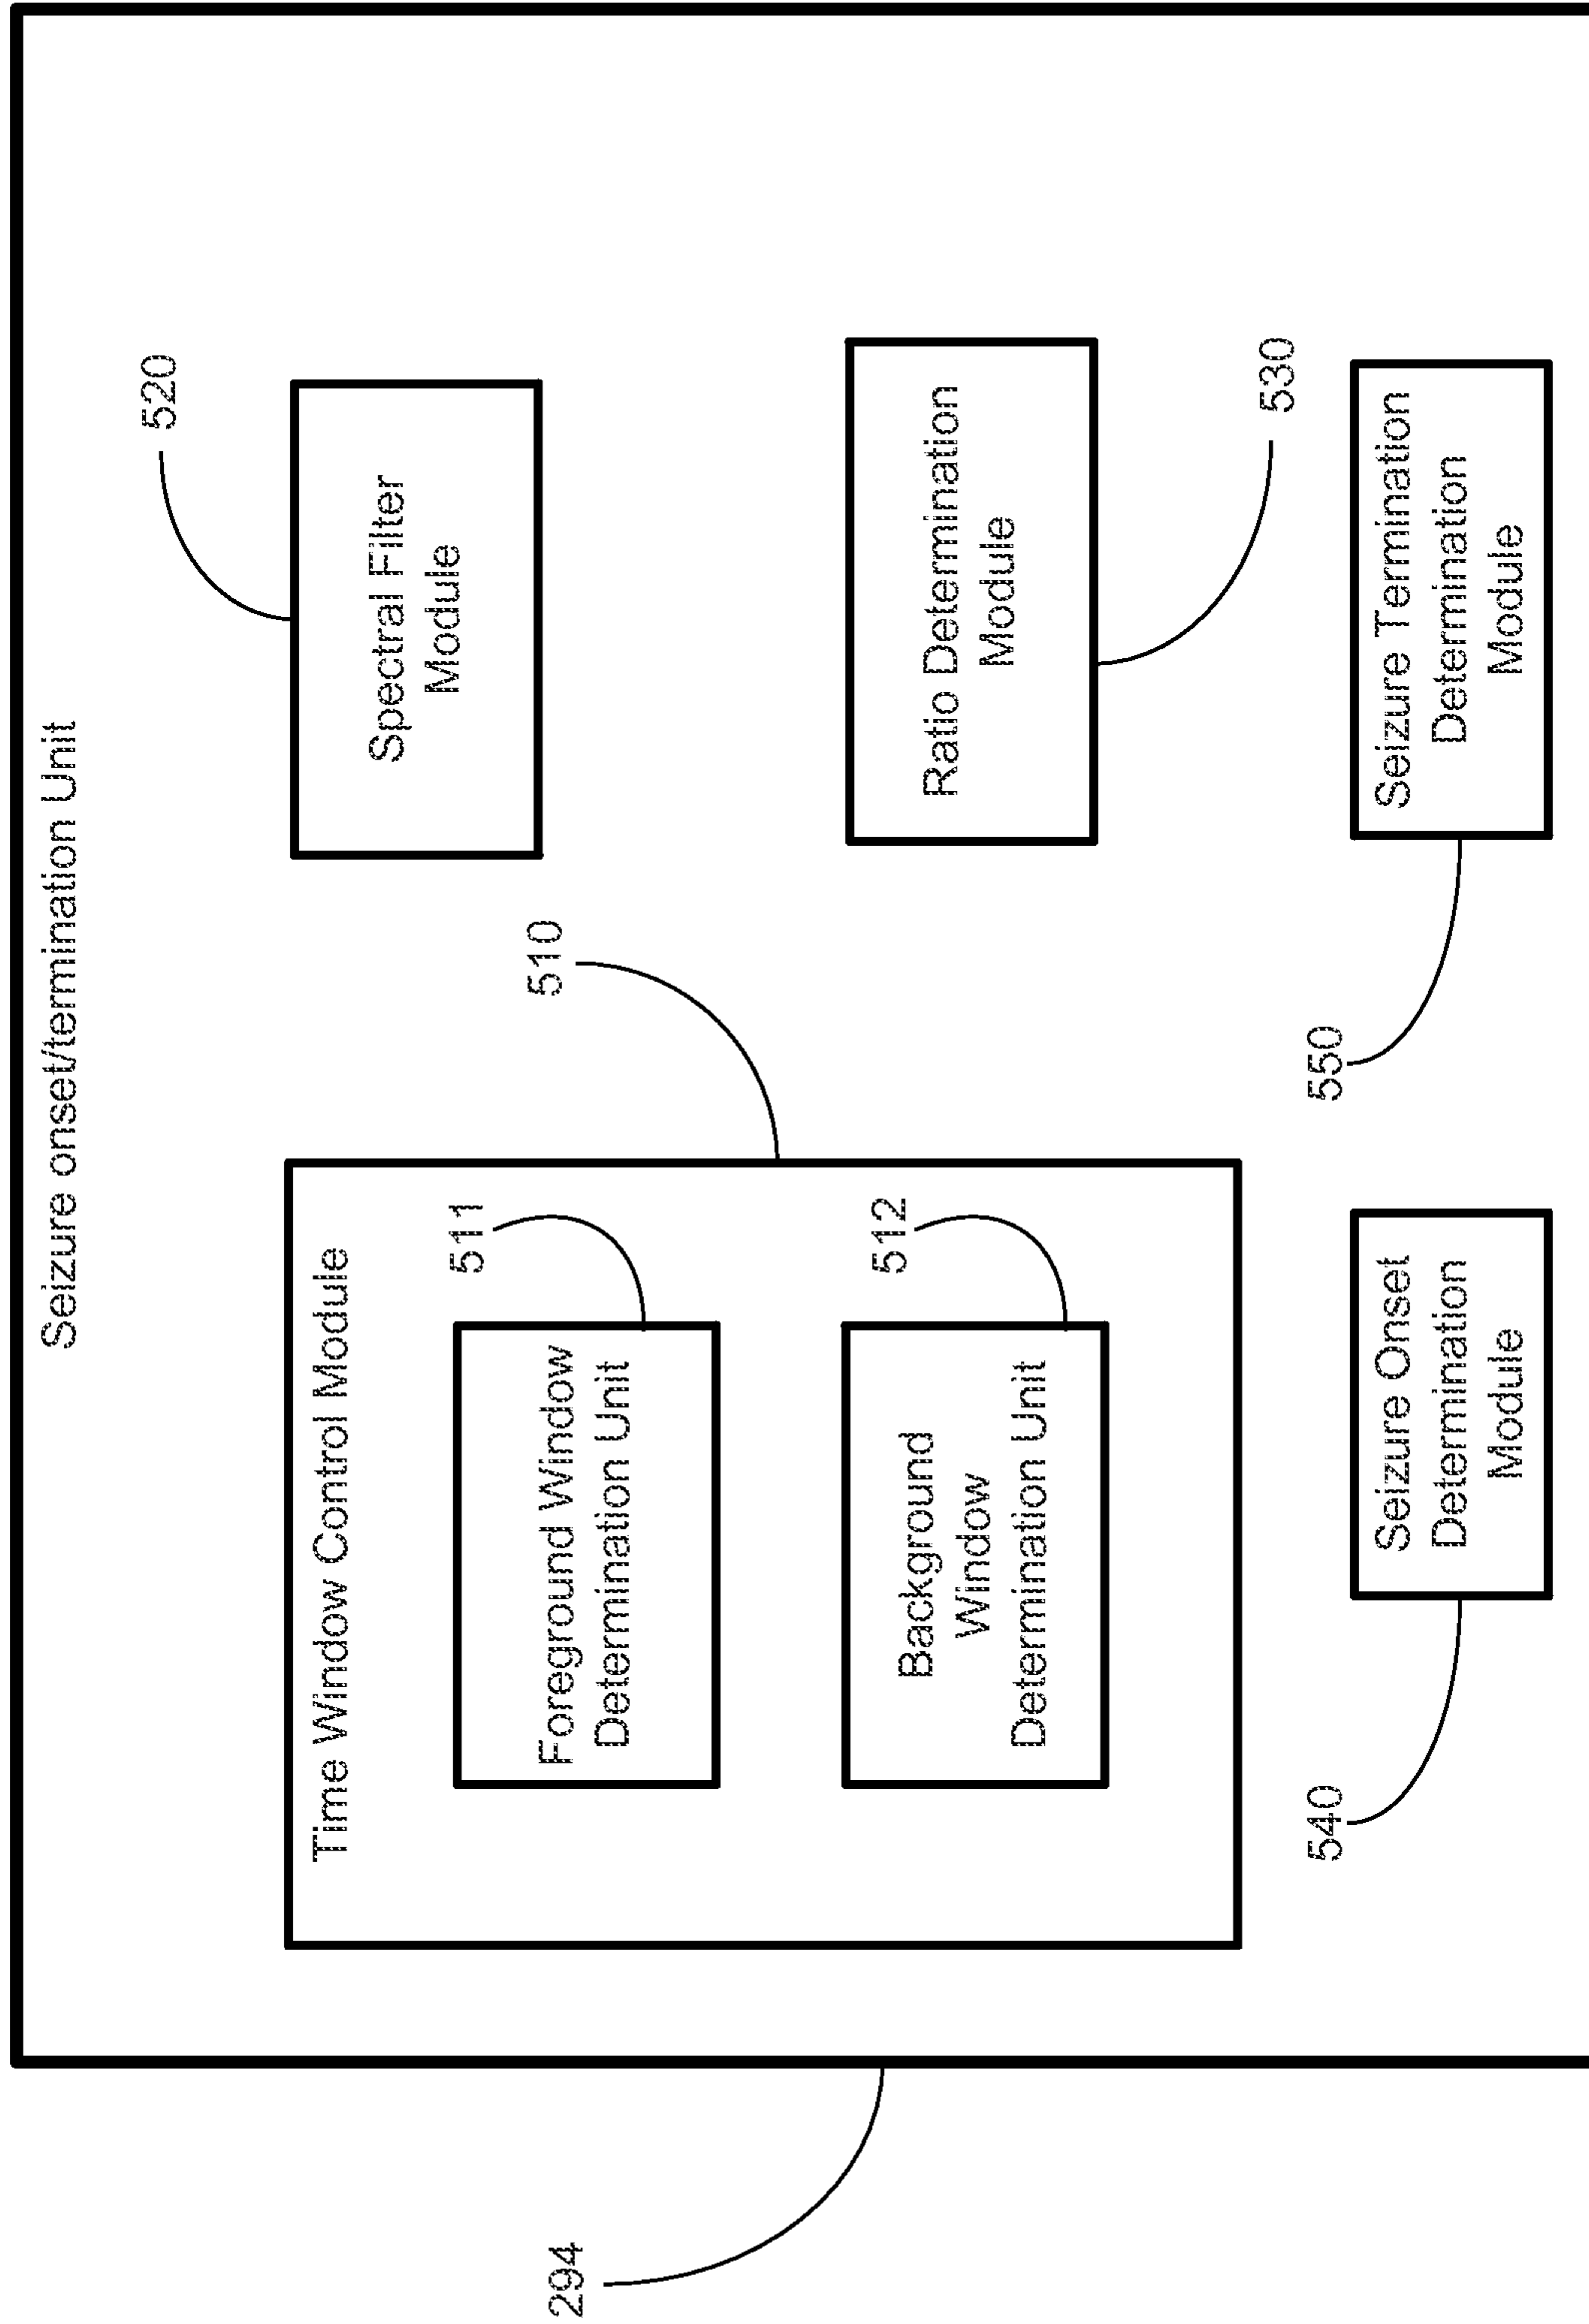 Seizure onset/termination Unit
520
Spectral Filter
Module
510
Time Window Control Module
511
Foreground Window
Determination Unit
512
Background
Window
Determination Unit
294
Ratio Determination
Module
530
540
Seizure Onset
Determination
Module
550
Seizure Termination
Determination
Module